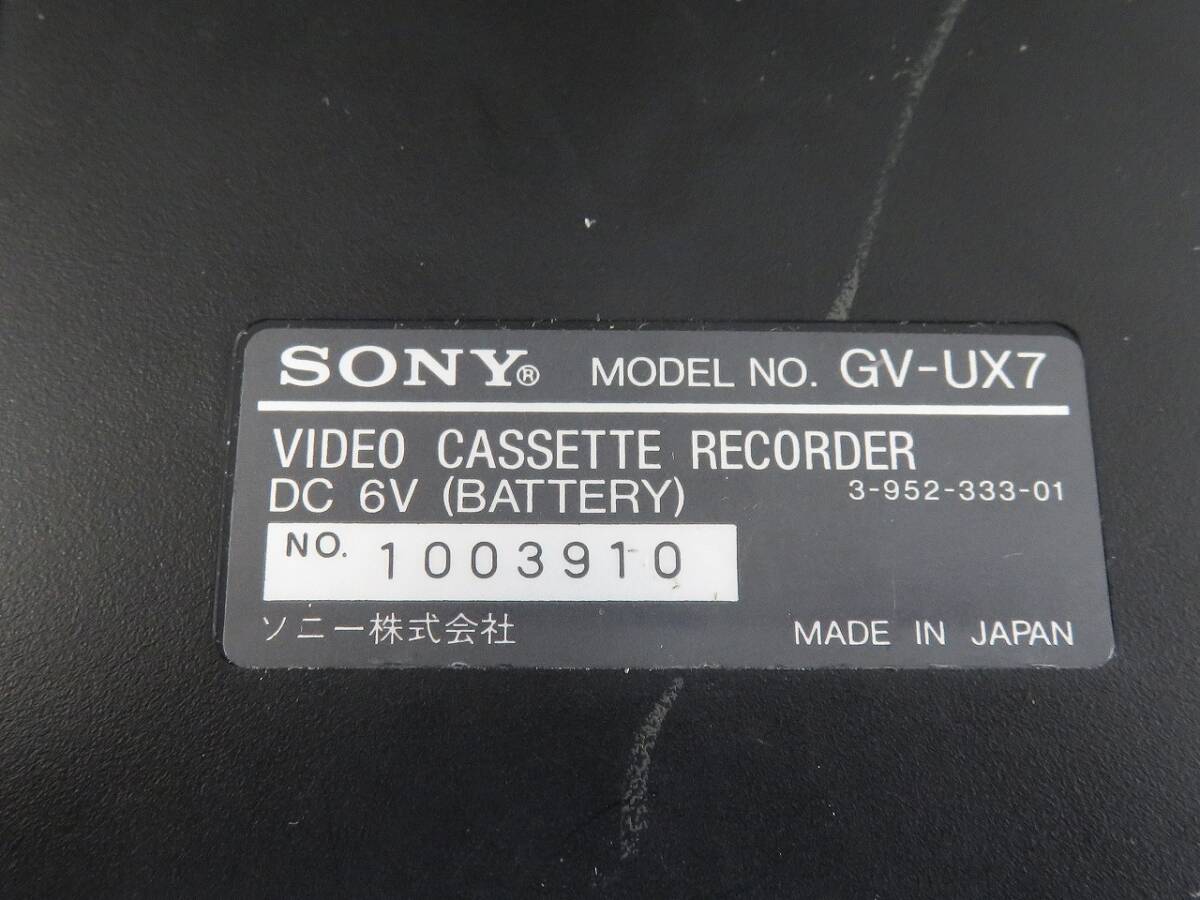 SONY® MODEL NO. GV-UX7
VIDEO CASSETTE RECORDER
DC 6V (BATTERY) 3-952-333-01
NO. 1003910
ソニー株式会社 MADE IN JAPAN